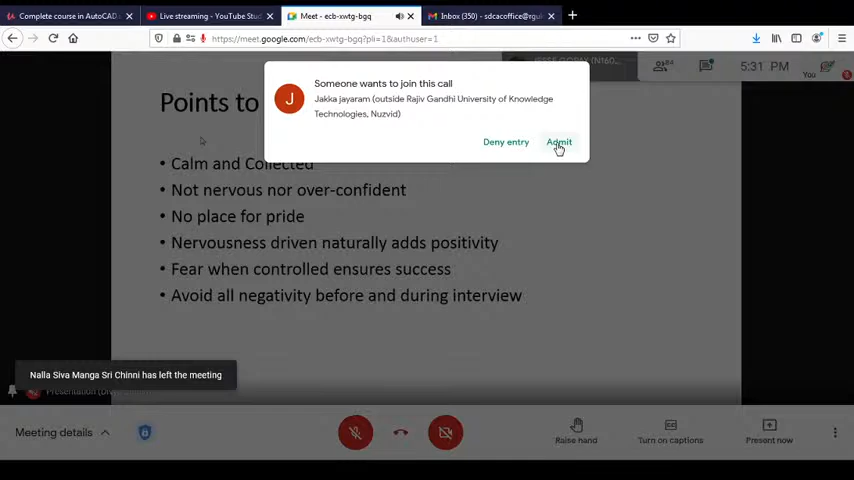 Complete course in AutoCAD
Live streaming - YouTube Stud
Meet - ecb-xwtg-bgq
Inbox (350) - sdcacoffice@rguk
https://meet.google.com/ecb-xwtg-bgq?pli=1&authuser=1
84
5:31 PM
You
Someone wants to join this call
J
Jakka jayaram (outside Rajiv Gandhi University of Knowledge
Technologies, Nuzvid)
Deny entry
Admit
Points to
• Calm and Collected
• Not nervous nor over-confident
• No place for pride
• Nervousness driven naturally adds positivity
• Fear when controlled ensures success
• Avoid all negativity before and during interview
Nalla Siva Manga Sri Chinni has left the meeting
Presentation
Meeting details
Raise hand
Turn on captions
Present now